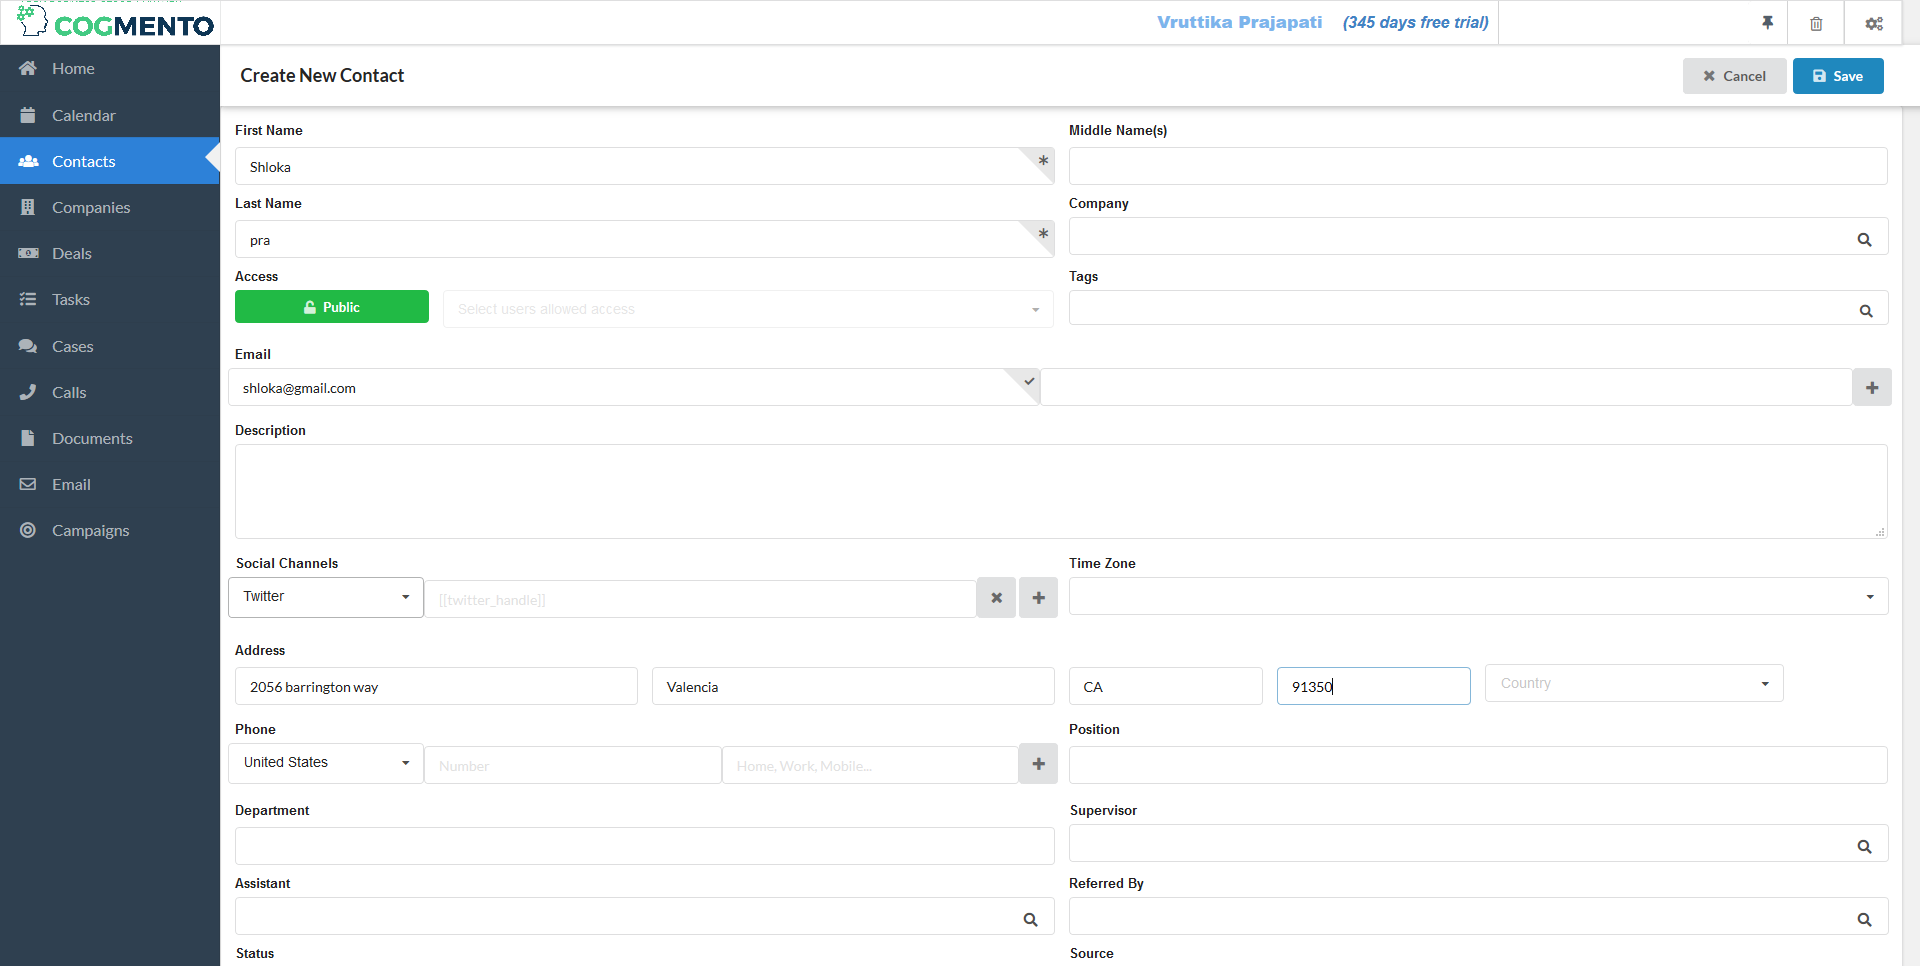 COGMENTO
Vruttika Prajapati (345 days free trial)
Home
Calendar
Contacts
Companies
Deals
Tasks
Cases
Calls
Documents
Email
Campaigns
Create New Contact
Cancel Save
First Name Middle Name(s)
Shloka
Last Name Company
pra
Access Tags
Public Select users allowed access
Email
shloka@gmail.com
Description
Social Channels Time Zone
Twitter [[twitter_handle]]
Address
2056 barrington way Valencia CA 91350 Country
Phone Position
United States Number Home, Work, Mobile...
Department Supervisor
Assistant Referred By
Status Source